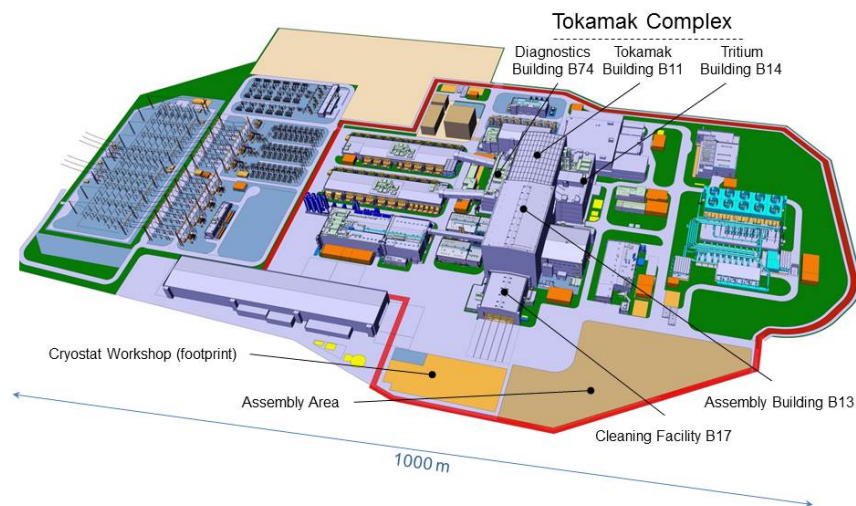 Tokamak Complex
Diagnostics
Building B74
Tokamak
Building B11
Tritium
Building B14
Cryostat Workshop (footprint)
Assembly Area
Assembly Building B13
Cleaning Facility B17
1000 m